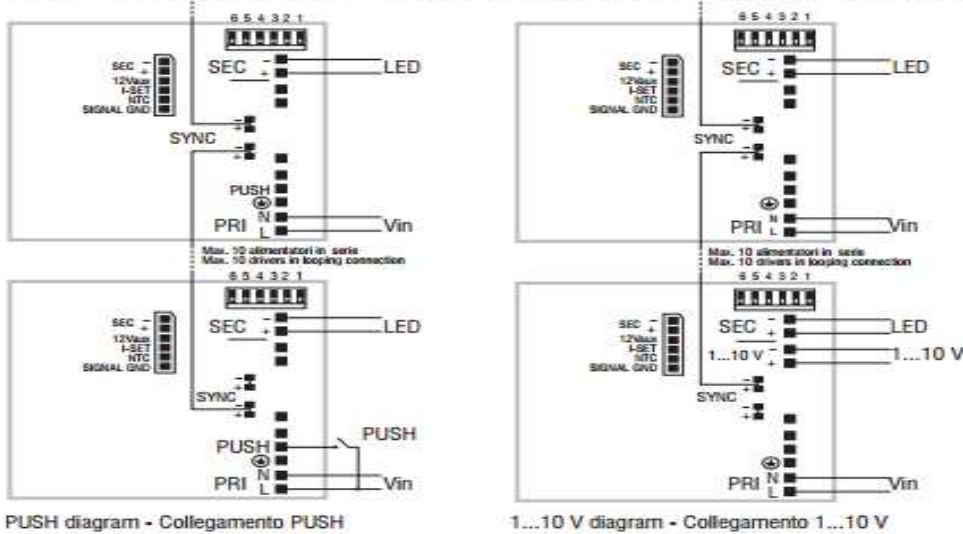 6 5 4 3 2 1
SEC -
+
12Vaux
I-SET
NTC
SIGNAL GND
SEC -
+
LED
- +
SYNC
- +
PUSH
PRI N
L
Vin
Max. 10 alimentatori in serie
Max. 10 drivers in looping connection
6 5 4 3 2 1
SEC -
+
12Vaux
I-SET
NTC
SIGNAL GND
SEC -
+
LED
- +
SYNC
- +
PUSH
PUSH
PRI N
L
Vin
PUSH diagram - Collegamento PUSH
6 5 4 3 2 1
SEC -
+
12Vaux
I-SET
NTC
SIGNAL GND
SEC -
+
LED
- +
SYNC
- +
PRI N
L
Vin
Max. 10 alimentatori in serie
Max. 10 drivers in looping connection
6 5 4 3 2 1
SEC -
+
12Vaux
I-SET
NTC
SIGNAL GND
SEC -
+
LED
1...10 V -
+
1...10 V
- +
SYNC
- +
PRI N
L
Vin
1...10 V diagram - Collegamento 1...10 V